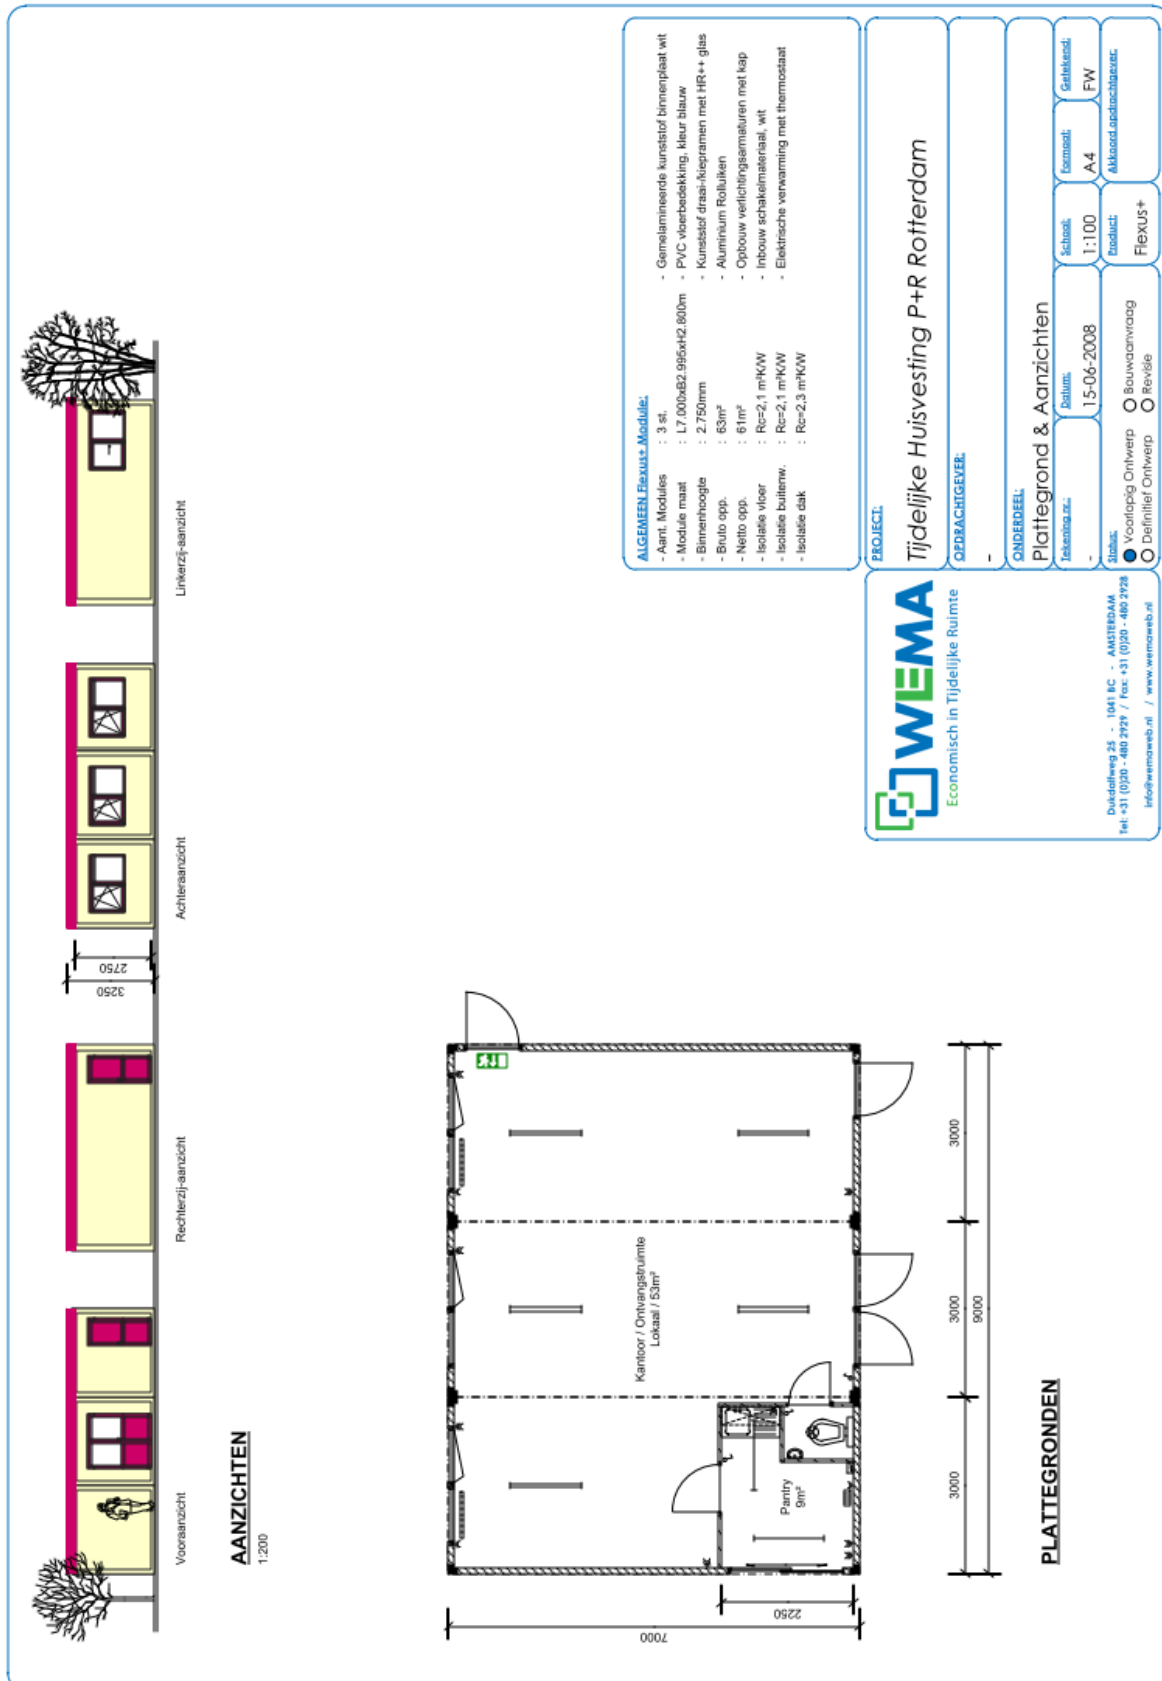 Vooraanzicht
Rechterzij-aanzicht
3250
2750
Achteraanzicht
Linkerzij-aanzicht
AANZICHTEN
1:200
7000
2250
Kantoor / Ontvangstruimte
Lokaal / 53m²
Pantry
9m²
3000
3000
3000
9000
PLATTEGRONDEN
ALGEMEEN Flexus+ Module:
- Aant. Modules : 3 st.
- Module maat : L7.000xB2.995xH2.800m
- Binnenhoogte : 2.750mm
- Bruto opp. : 63m²
- Netto opp. : 61m²
- Isolatie vloer : Rc=2,1 m²K/W
- Isolatie buitenw. : Rc=2,1 m²K/W
- Isolatie dak : Rc=2,3 m²K/W
- Gemelamineerde kunststof binnenplaat wit
- PVC vloerbedekking, kleur blauw
- Kunststof draai-/kiepramen met HR++ glas
- Aluminium Rolluiken
- Opbouw verlichtingsarmaturen met kap
- Inbouw schakelmateriaal, wit
- Elektrische verwarming met thermostaat
WEMA
Economisch in Tijdelijke Ruimte
Dukdalfweg 25 - 1041 BC - AMSTERDAM
Tel: +31 (0)20 - 480 2929 / Fax: +31 (0)20 - 480 2928
info@wemaweb.nl / www.wemaweb.nl
PROJECT:
Tijdelijke Huisvesting P+R Rotterdam
OPDRACHTGEVER:
-
ONDERDEEL:
Plattegrond & Aanzichten
Tekening nr.: Datum: Schaal: Formaat: Getekend:
- 15-06-2008 1:100 A4 FW
Status: Product: Akkoord opdrachtgever:
Voorlopig Ontwerp Bouwaanvraag
Definitief Ontwerp Revisie
Flexus+